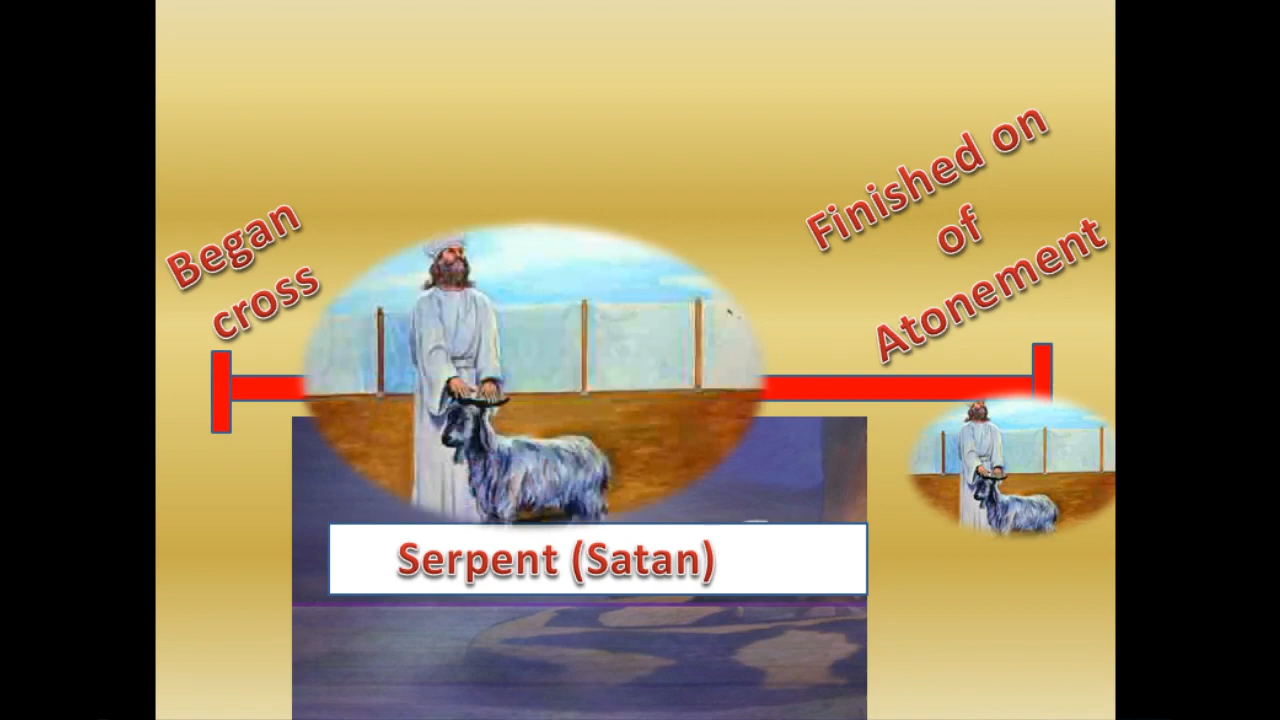 Began
cross
Finished on
of
Atonement
Serpent (Satan)